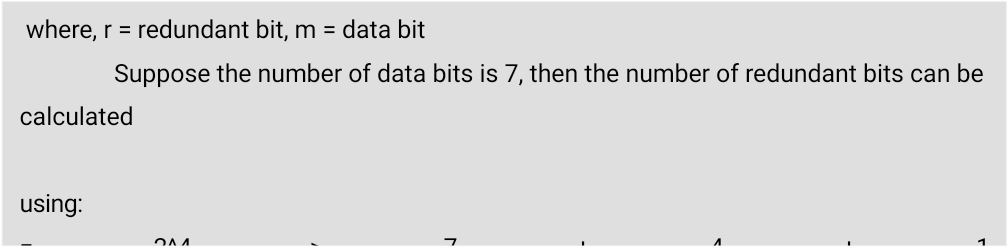 where, r = redundant bit, m = data bit
Suppose the number of data bits is 7, then the number of redundant bits can be
calculated
using: